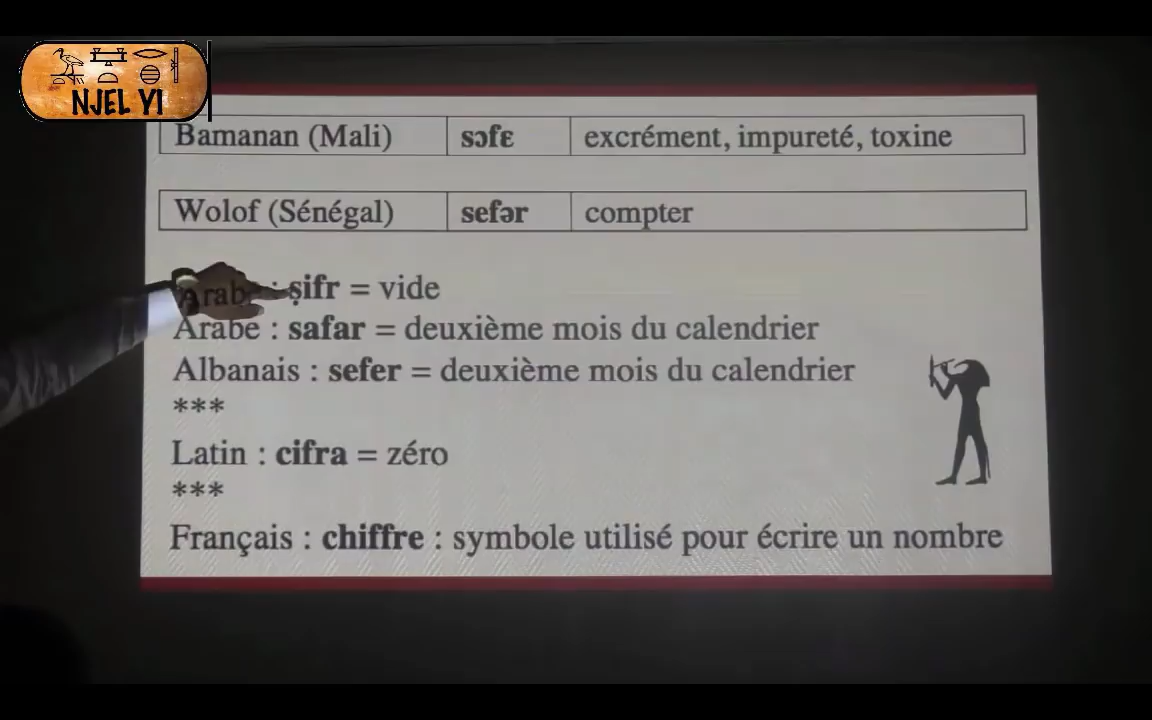 NJEL YI
Bamanan (Mali) sɔfɛ excrément, impureté, toxine
Wolof (Sénégal) sefər compter
Arabe : ṣifr = vide
Arabe : safar = deuxième mois du calendrier
Albanais : sefer = deuxième mois du calendrier
***
Latin : cifra = zéro
***
Français : chiffre : symbole utilisé pour écrire un nombre